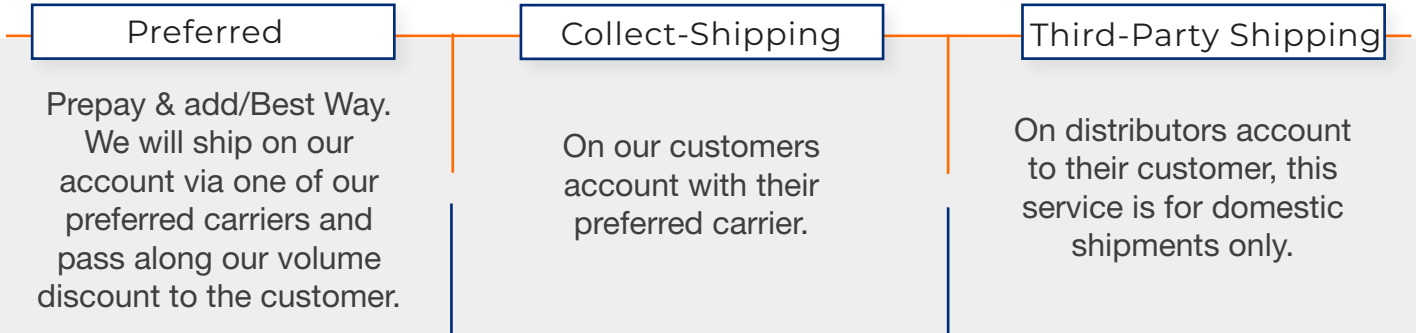 Preferred
Prepay & add/Best Way.
We will ship on our
account via one of our
preferred carriers and
pass along our volume
discount to the customer.
Collect-Shipping
On our customers
account with their
preferred carrier.
Third-Party Shipping
On distributors account
to their customer, this
service is for domestic
shipments only.